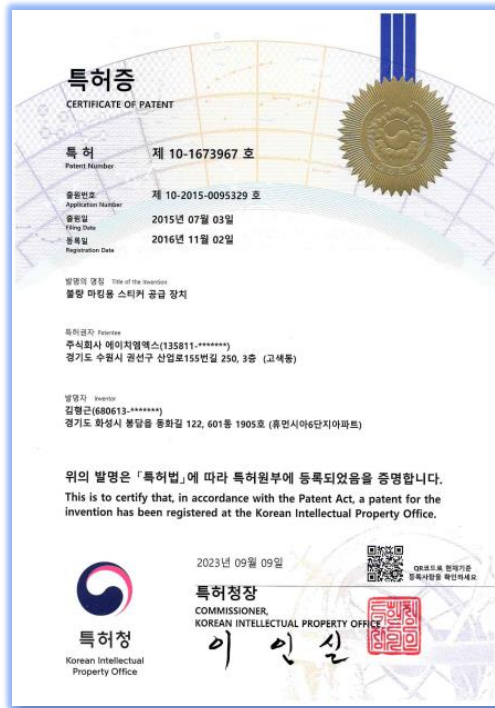 특허증
CERTIFICATE OF PATENT
특 허 제 10-1673967 호
Patent Number
출원번호 제 10-2015-0095329 호
Application Number
출원일 2015년 07월 03일
Filing Date
등록일 2016년 11월 02일
Registration Date
발명의 명칭 Title of the Invention
불량 마킹용 스티커 공급 장치
특허권자 Patentee
주식회사 에이치엠엑스(135811-*******)
경기도 수원시 권선구 산업로155번길 250, 3층 (고색동)
발명자 Inventor
김형근(680613-*******)
경기도 화성시 봉담읍 동화길 122, 601동 1905호 (휴먼시아6단지아파트)
위의 발명은 「특허법」에 따라 특허원부에 등록되었음을 증명합니다.
This is to certify that, in accordance with the Patent Act, a patent for the
invention has been registered at the Korean Intellectual Property Office.
2023년 09월 09일
QR코드로 현재기준
등록사항을 확인하세요
특허청장
COMMISSIONER,
KOREAN INTELLECTUAL PROPERTY OFFICE
이 인 실
특허청
Korean Intellectual
Property Office